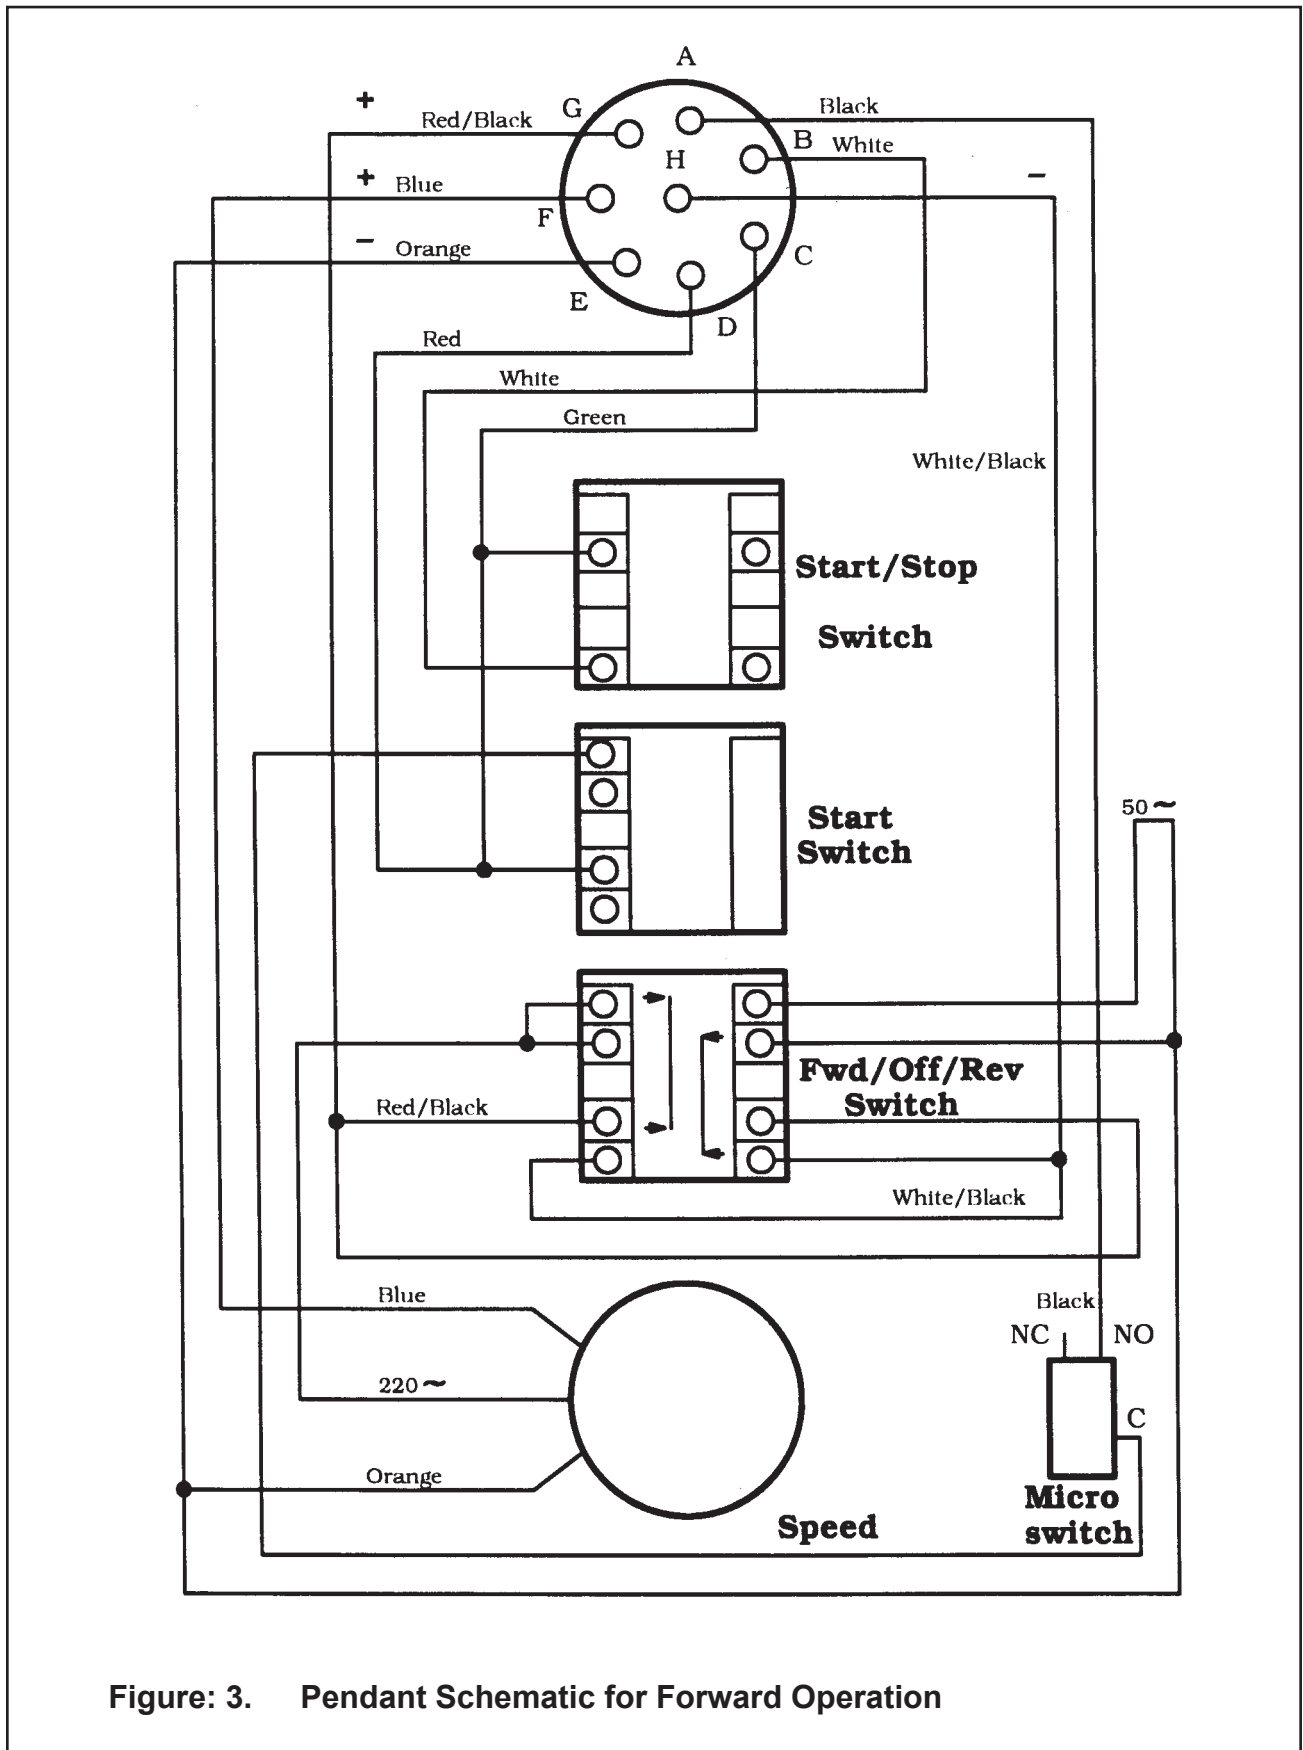 A
+
G
Red/Black
Black
B
White
H
+
Blue
−
F
−
Orange
C
E
D
Red
White
Green
White/Black
Start/Stop
Switch
50~
Start
Switch
Fwd/Off/Rev
Switch
Red/Black
White/Black
Blue
Black
NC
NO
220~
C
Orange
Micro
switch
Speed
Figure: 3. Pendant Schematic for Forward Operation